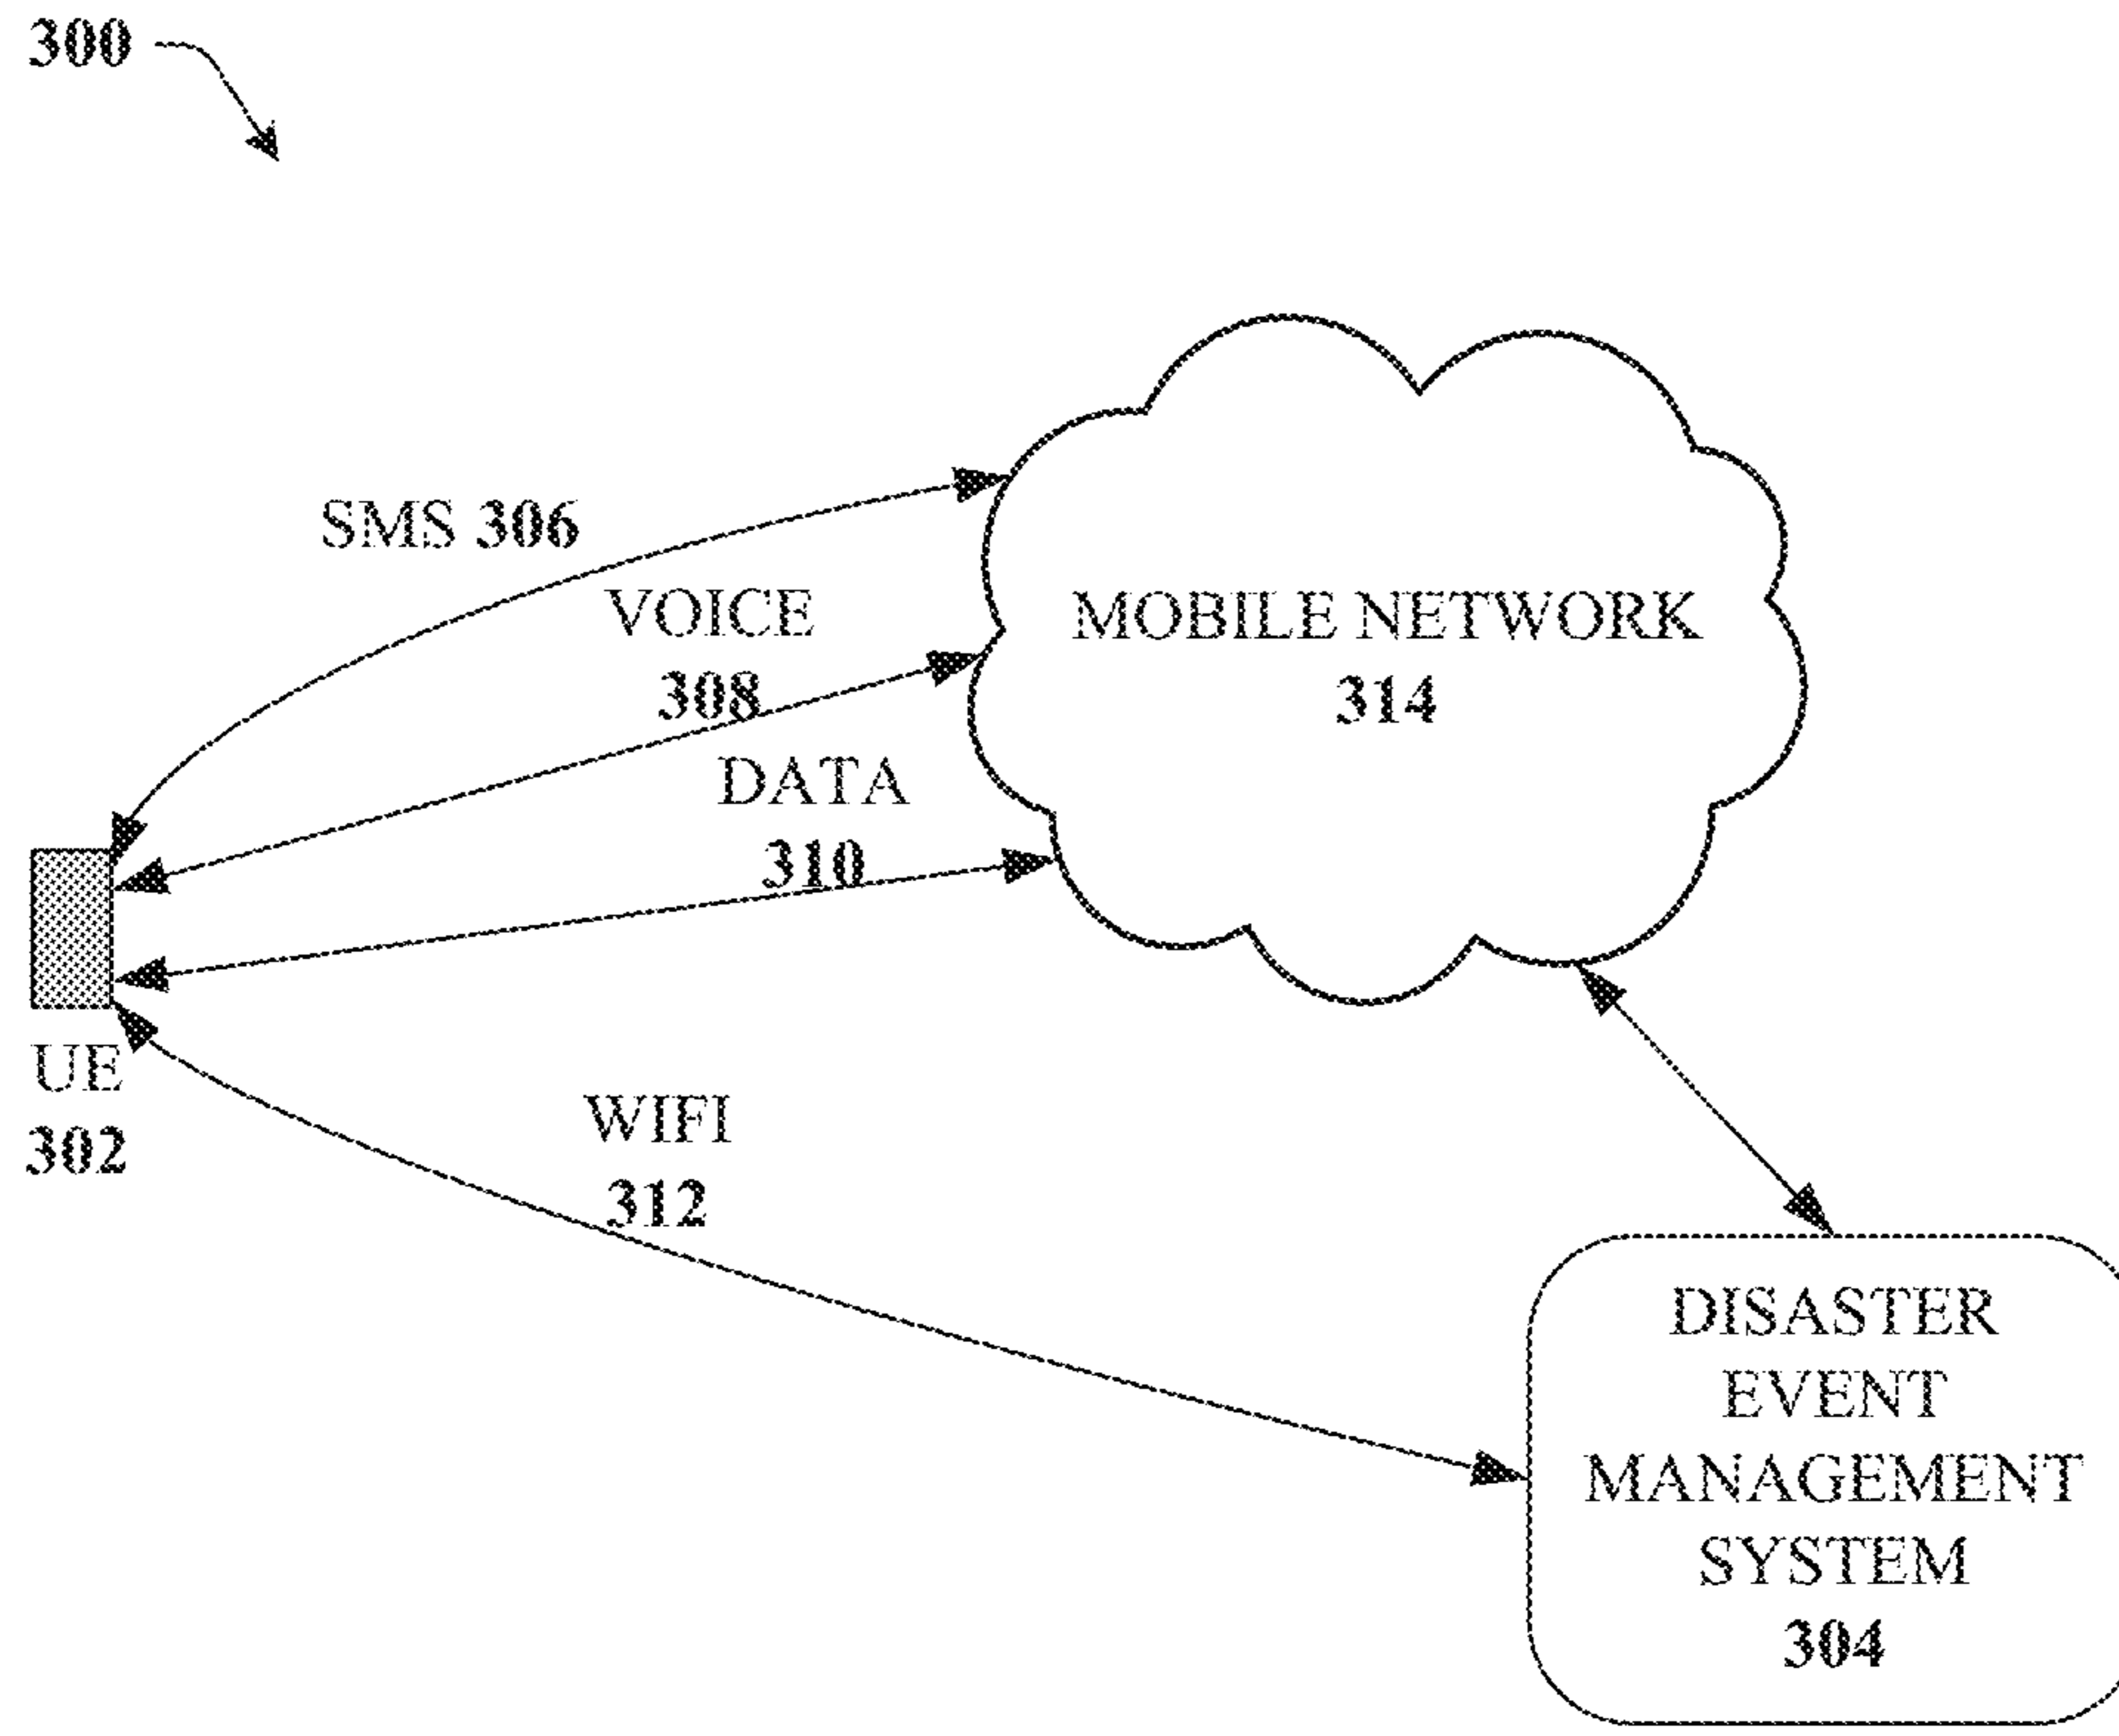 300
SMS 306
VOICE
308
MOBILE NETWORK
314
DATA
310
UE
302
WIFI
312
DISASTER
EVENT
MANAGEMENT
SYSTEM
304